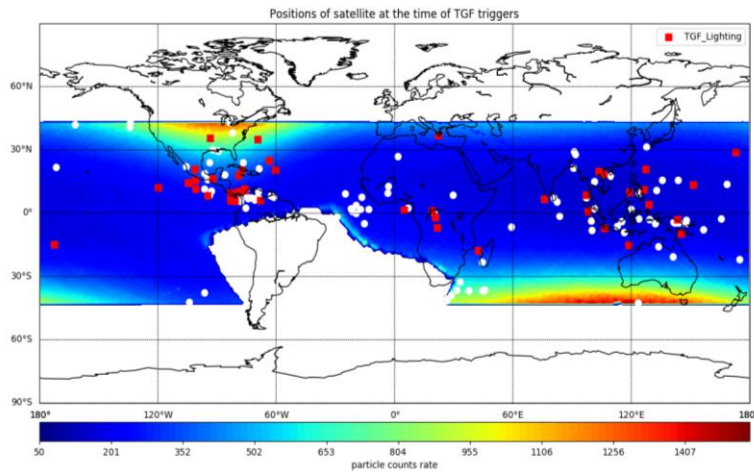 Positions of satellite at the time of TGF triggers
TGF_Lighting
60°N
30°N
0°
30°S
60°S
90°S
180° 120°W 60°W 0° 60°E 120°E 180°
50 201 352 502 653 804 955 1106 1256 1407
particle counts rate